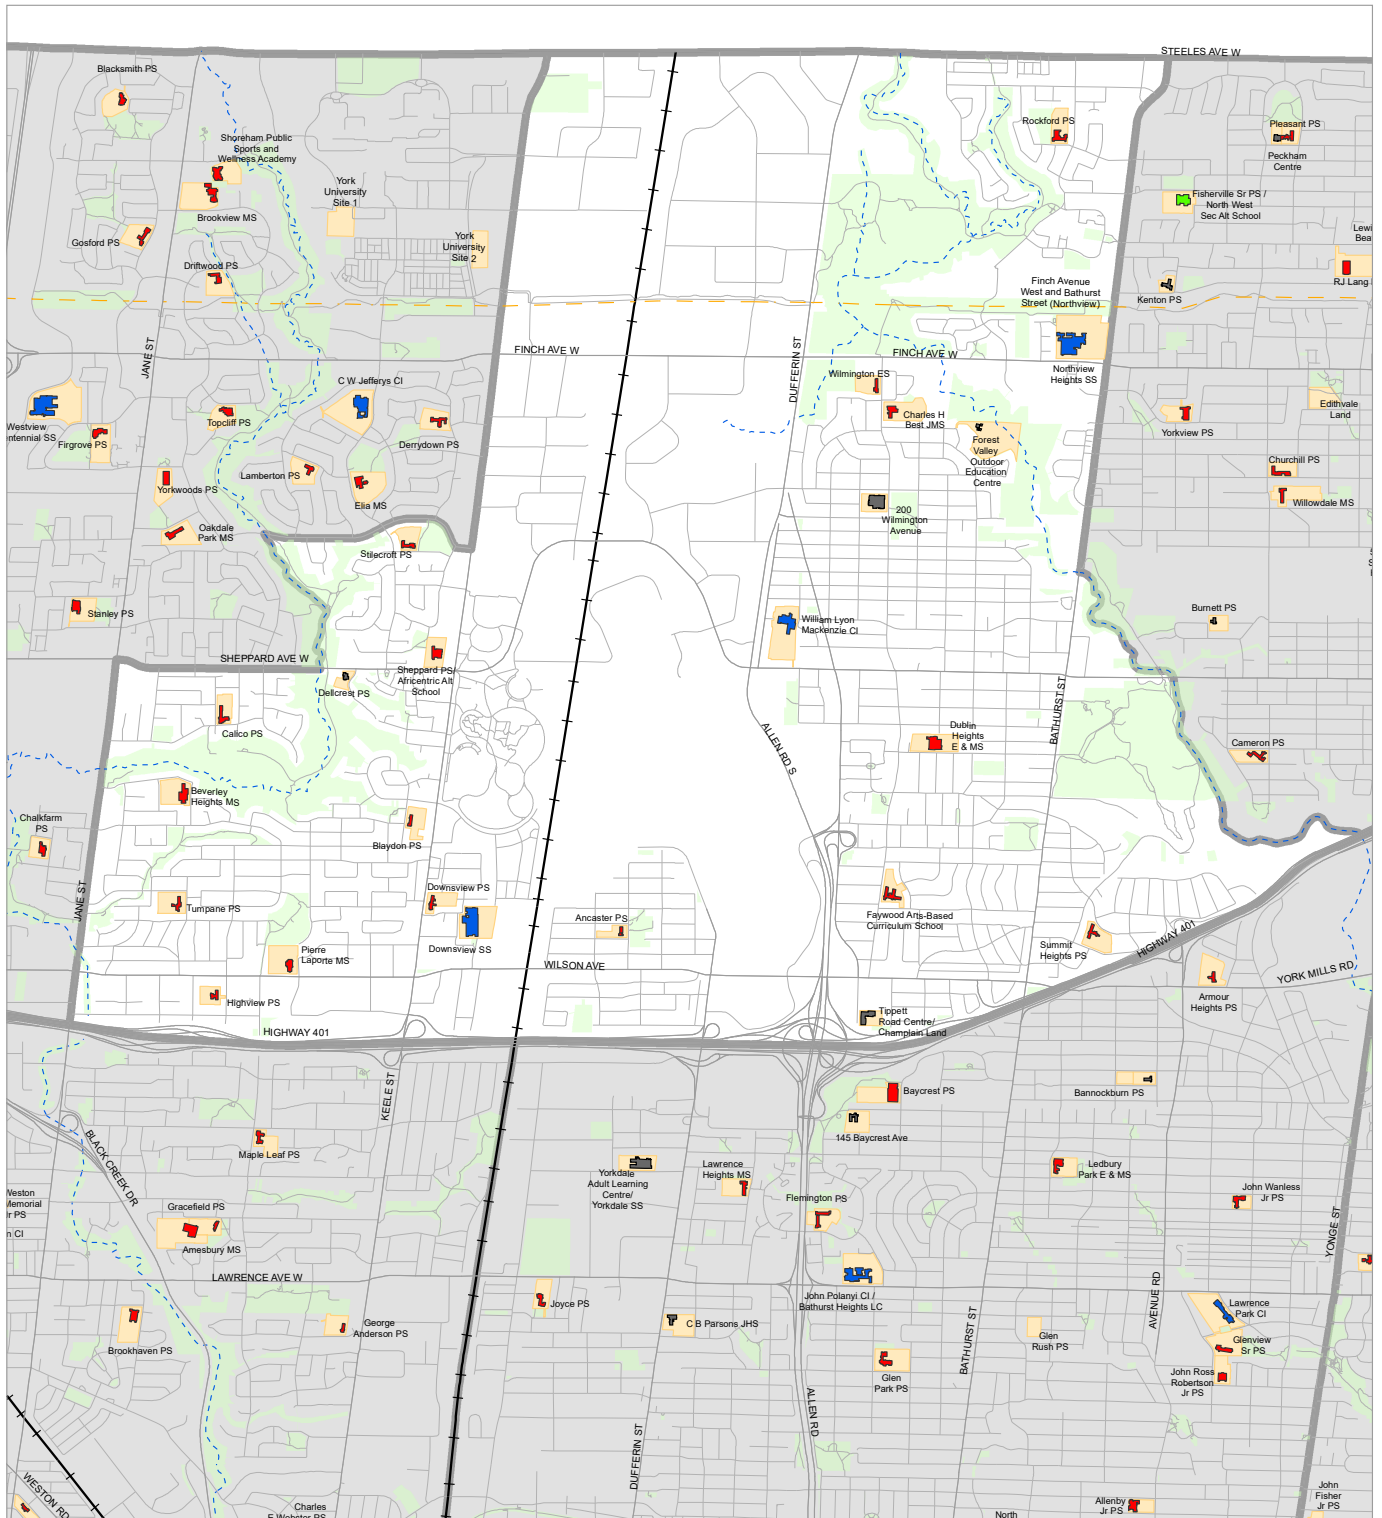 STEELES AVE W
Blacksmith PS
Shoreham Public
Sports and
Wellness Academy
Rockford PS
Pleasant PS
Peckham
Centre
York
University
Site 1
Fisherville Sr PS /
North West
Sec Alt School
Brookview MS
Gosford PS
York
University
Site 2
Lewi
Bea
Driftwood PS
RJ Lang
Finch Avenue
West and Bathurst
Street (Northview)
Kenton PS
JANE ST
FINCH AVE W
DUFFERIN ST
FINCH AVE W
Northview
Heights SS
C W Jefferys CI
Wilmington ES
Westview
ntennial SS
Firgrove PS
Topcliff PS
Derrydown PS
Charles H
Best JMS
Edithvale
Land
Yorkview PS
Forest
Valley
Outdoor
Education
Centre
Churchill PS
Lamberton PS
Yorkwoods PS
Elia MS
Willowdale MS
200
Wilmington
Avenue
Oakdale
Park MS
Stilecroft PS
5
S
Stanley PS
Burnett PS
William Lyon
Mackenzie CI
SHEPPARD AVE W
Sheppard PS/
Africentric Alt
School
Dellcrest PS
BATHURST ST
Calico PS
ALLEN RD S
Dublin
Heights
E & MS
Cameron PS
Beverley
Heights MS
Chalkfarm
PS
Blaydon PS
JANE ST
Downsview PS
Tumpane PS
Ancaster PS
Faywood Arts-Based
Curriculum School
Downsview SS
Summit
Heights PS
HIGHWAY 401
Pierre
Laporte MS
WILSON AVE
YORK MILLS RD
Highview PS
Armour
Heights PS
HIGHWAY 401
Tippett
Road Centre/
Champlain Land
KEELE ST
Baycrest PS
Bannockburn PS
BLACK CREEK DR
145 Baycrest Ave
Maple Leaf PS
Yorkdale
Adult Learning
Centre/
Yorkdale SS
Lawrence
Heights MS
Ledbury
Park E & MS
Weston
Memorial
Jr PS
n CI
Flemington PS
John Wanless
Jr PS
Gracefield PS
Amesbury MS
YONGE ST
LAWRENCE AVE W
John Polanyi CI /
Bathurst Heights LC
AVENUE RD
Joyce PS
Lawrence
Park CI
George
Anderson PS
C B Parsons JHS
BATHURST ST
Glen
Rush PS
Glenview
Sr PS
Brookhaven PS
Glen
Park PS
John Ross
Robertson
Jr PS
ALLEN RD
DUFFERIN ST
WESTON RD
Charles
E Webster PS
Allenby
Jr PS
North
John
Fisher
Jr PS